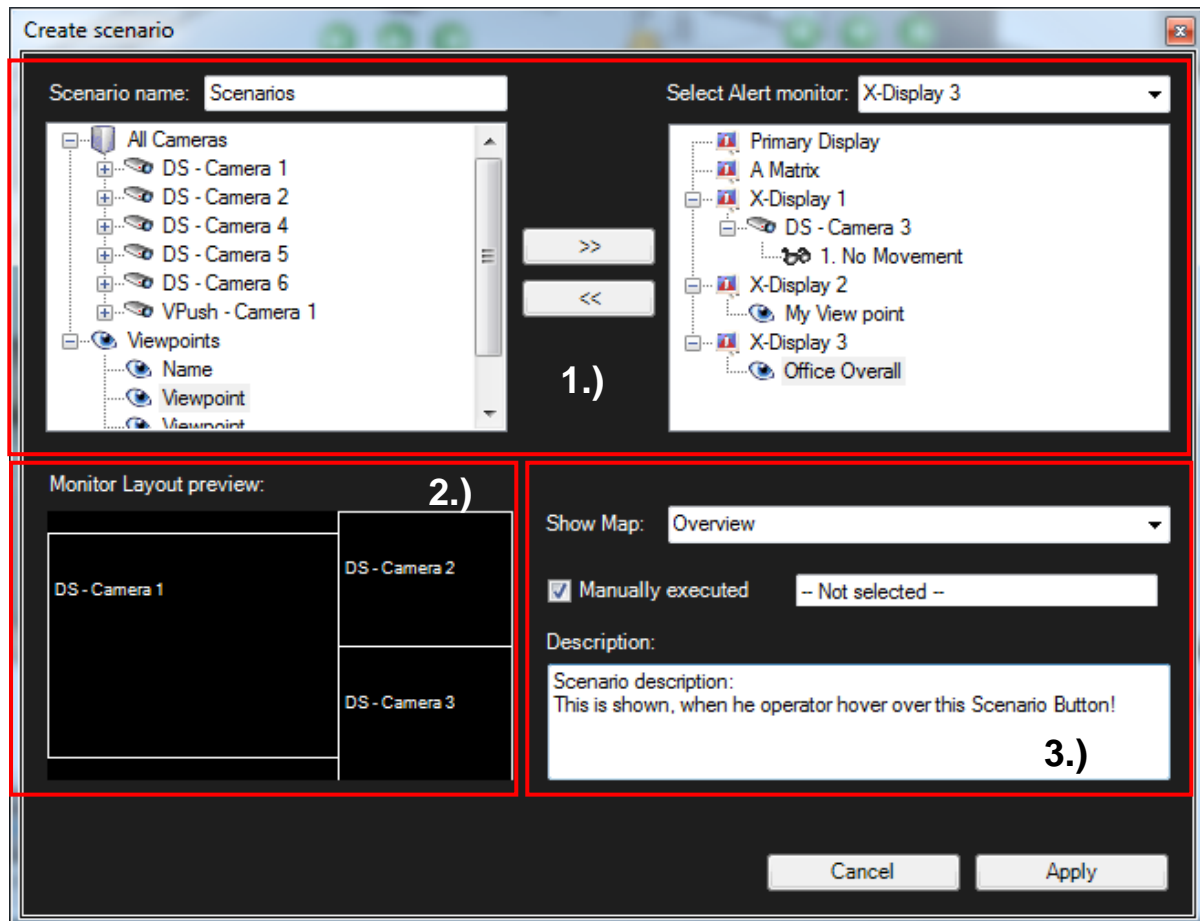 Create scenario
Scenario name: Scenarios
All Cameras
DS - Camera 1
DS - Camera 2
DS - Camera 4
DS - Camera 5
DS - Camera 6
VPush - Camera 1
Viewpoints
Name
Viewpoint
Viewpoint
>>
<<
1.)
Select Alert monitor: X-Display 3
Primary Display
A Matrix
X-Display 1
DS - Camera 3
1. No Movement
X-Display 2
My View point
X-Display 3
Office Overall
Monitor Layout preview:
2.)
DS - Camera 1
DS - Camera 2
DS - Camera 3
Show Map: Overview
Manually executed -- Not selected --
Description:
Scenario description:
This is shown, when he operator hover over this Scenario Button!
3.)
Cancel Apply